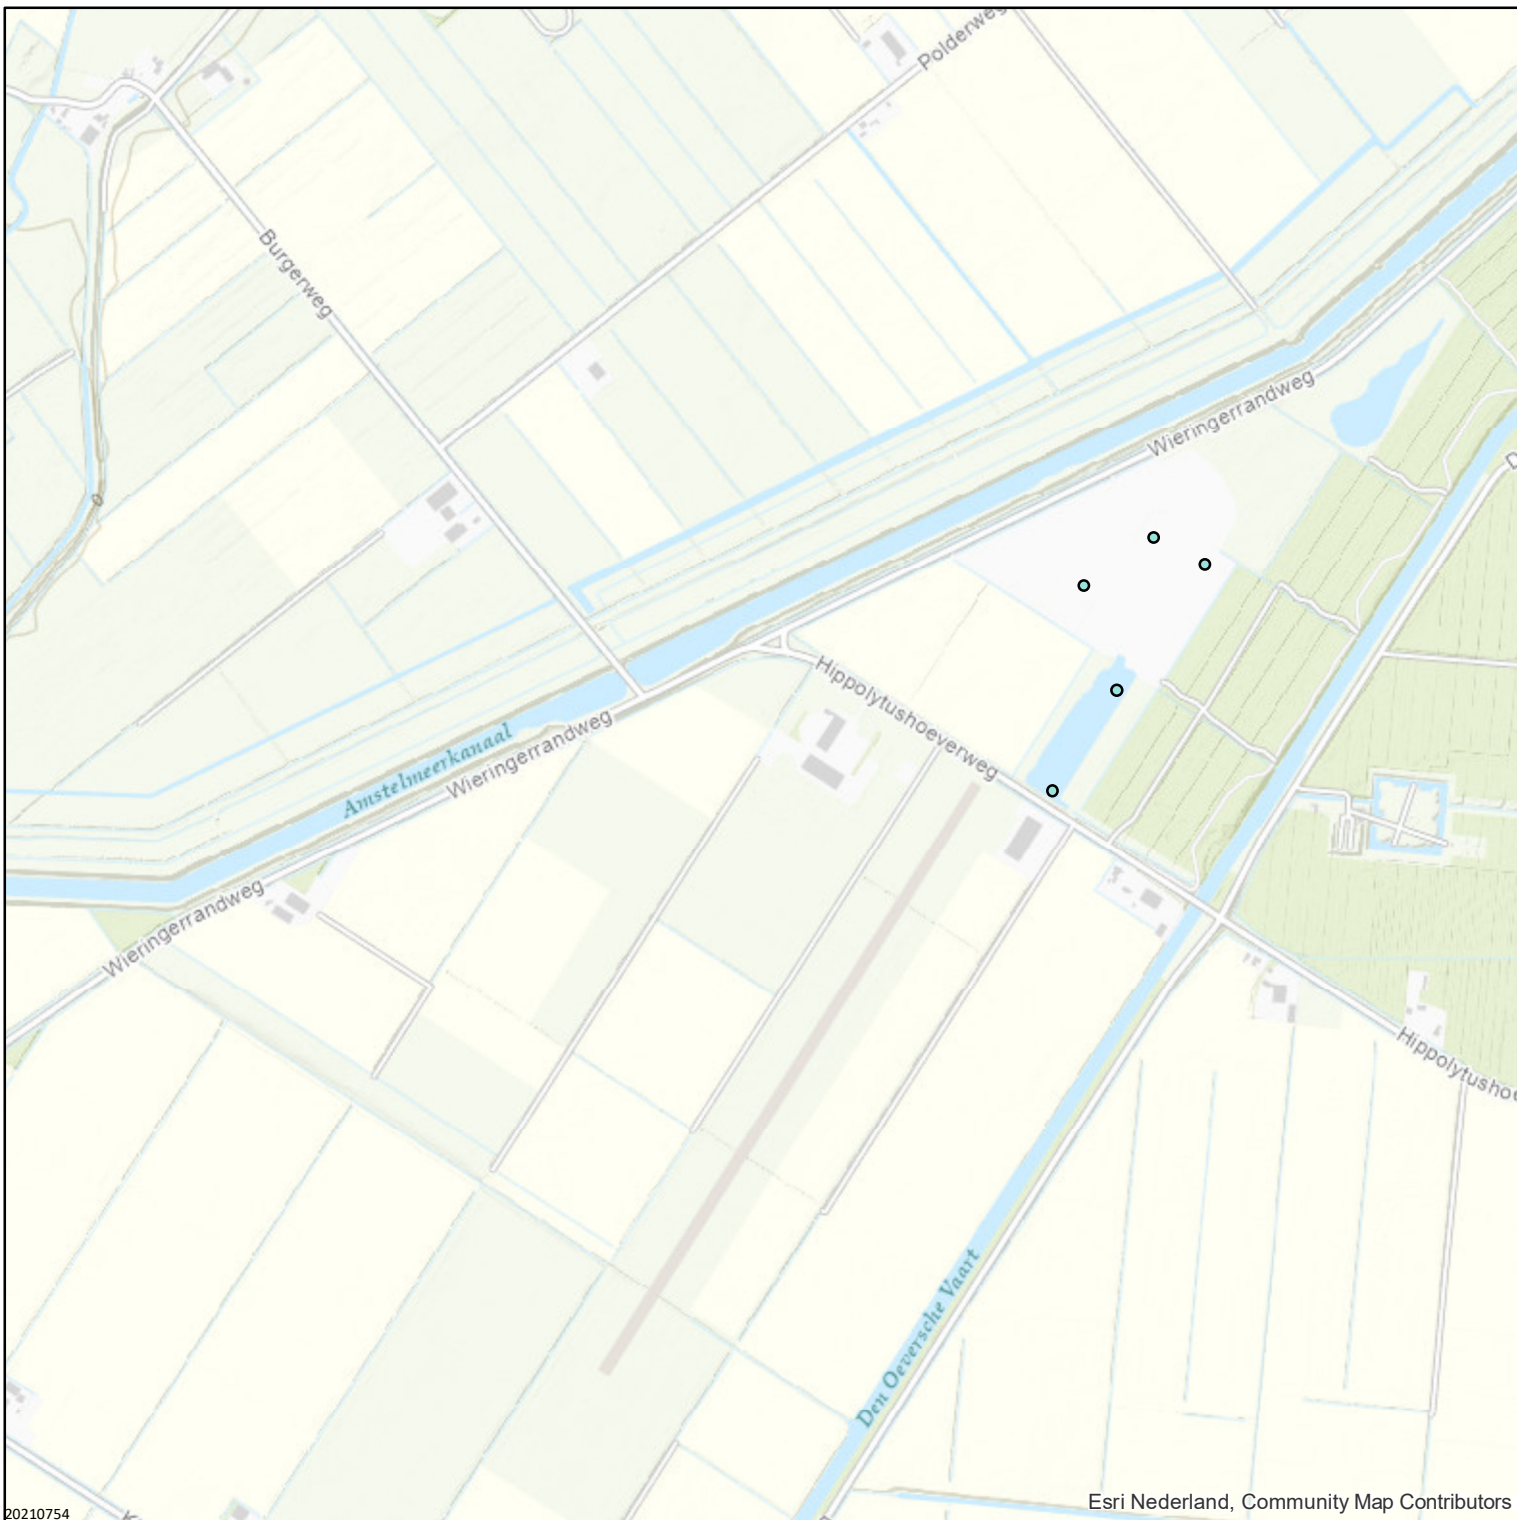 Polderweg
Burgerweg
Wieringerrandweg
Hippolytushoeverweg
Amstelmeerkanaal
Wieringerrandweg
Wieringerrandweg
Hippolytushoe
Den Oeversche Vaart
Esri Nederland, Community Map Contributors
20210754